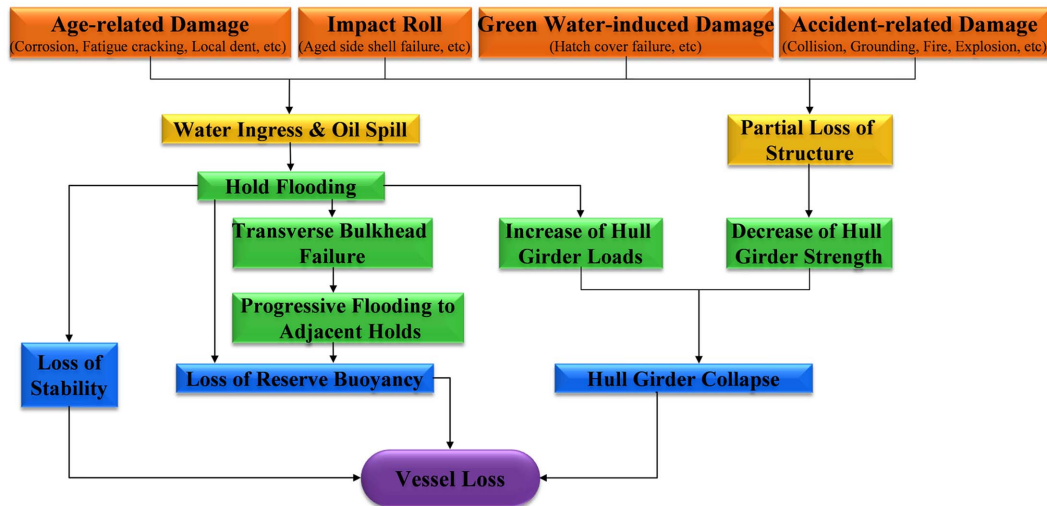 Age-related Damage
(Corrosion, Fatigue cracking, Local dent, etc)
Impact Roll
(Aged side shell failure, etc)
Green Water-induced Damage
(Hatch cover failure, etc)
Accident-related Damage
(Collision, Grounding, Fire, Explosion, etc)
Water Ingress & Oil Spill
Partial Loss of
Structure
Hold Flooding
Transverse Bulkhead
Failure
Increase of Hull
Girder Loads
Decrease of Hull
Girder Strength
Progressive Flooding to
Adjacent Holds
Loss of
Stability
Loss of Reserve Buoyancy
Hull Girder Collapse
Vessel Loss